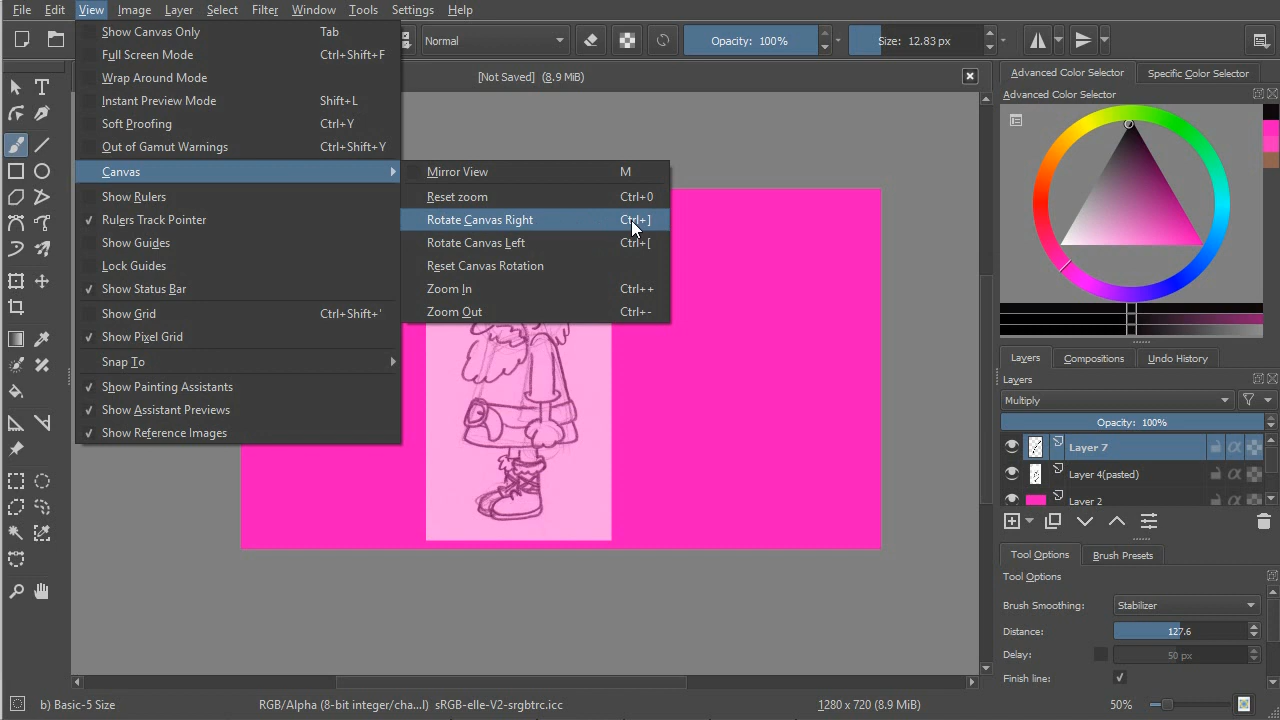 File Edit View Image Layer Select Filter Window Tools Settings Help
Show Canvas Only Tab
Full Screen Mode Ctrl+Shift+F
Wrap Around Mode
Instant Preview Mode Shift+L
Soft Proofing Ctrl+Y
Out of Gamut Warnings Ctrl+Shift+Y
Canvas
Show Rulers
Rulers Track Pointer
Show Guides
Lock Guides
Show Status Bar
Show Grid Ctrl+Shift+'
Show Pixel Grid
Snap To
Show Painting Assistants
Show Assistant Previews
Show Reference Images
Mirror View M
Reset zoom Ctrl+0
Rotate Canvas Right Ctrl+]
Rotate Canvas Left Ctrl+[
Reset Canvas Rotation
Zoom In Ctrl++
Zoom Out Ctrl+-
Normal
Opacity: 100%
Size: 12.83 px
[Not Saved] (8.9 MiB)
Advanced Color Selector Specific Color Selector
Advanced Color Selector
Layers Compositions Undo History
Layers
Multiply
Opacity: 100%
Layer 7
Layer 4(pasted)
Layer 2
Tool Options Brush Presets
Tool Options
Brush Smoothing: Stabilizer
Distance: 127.6
Delay: 50 px
Finish line:
b) Basic-5 Size RGB/Alpha (8-bit integer/cha...l) sRGB-elle-V2-srgbtrc.icc 1280 x 720 (8.9 MiB) 50%